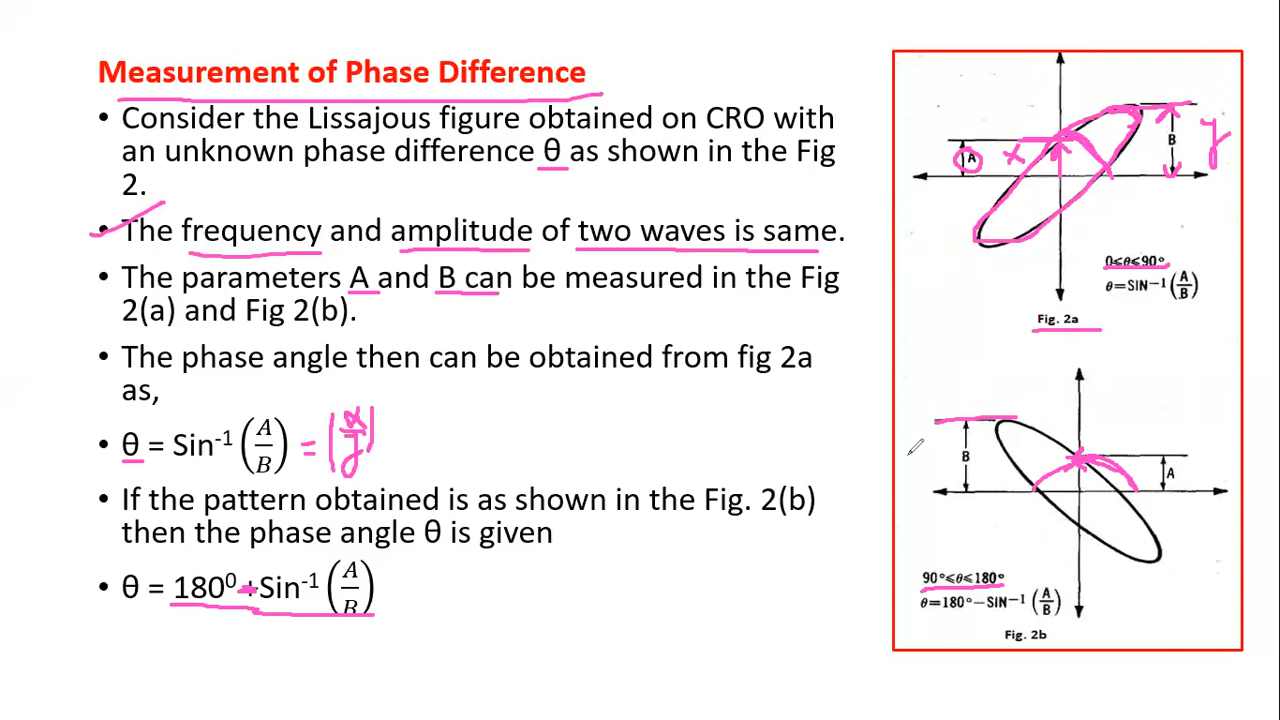 Measurement of Phase Difference
• Consider the Lissajous figure obtained on CRO with
an unknown phase difference θ as shown in the Fig
2.
• The frequency and amplitude of two waves is same.
• The parameters A and B can be measured in the Fig
2(a) and Fig 2(b).
• The phase angle then can be obtained from fig 2a
as,
• θ = Sin⁻¹ (A/B) = |x/y|
• If the pattern obtained is as shown in the Fig. 2(b)
then the phase angle θ is given
• θ = 180⁰ + Sin⁻¹ (A/B)
A
x
B
y
0≤θ≤90°
θ=SIN−1 (A/B)
Fig. 2a
B
A
90°≤θ≤180°
θ=180°−SIN−1 (A/B)
Fig. 2b